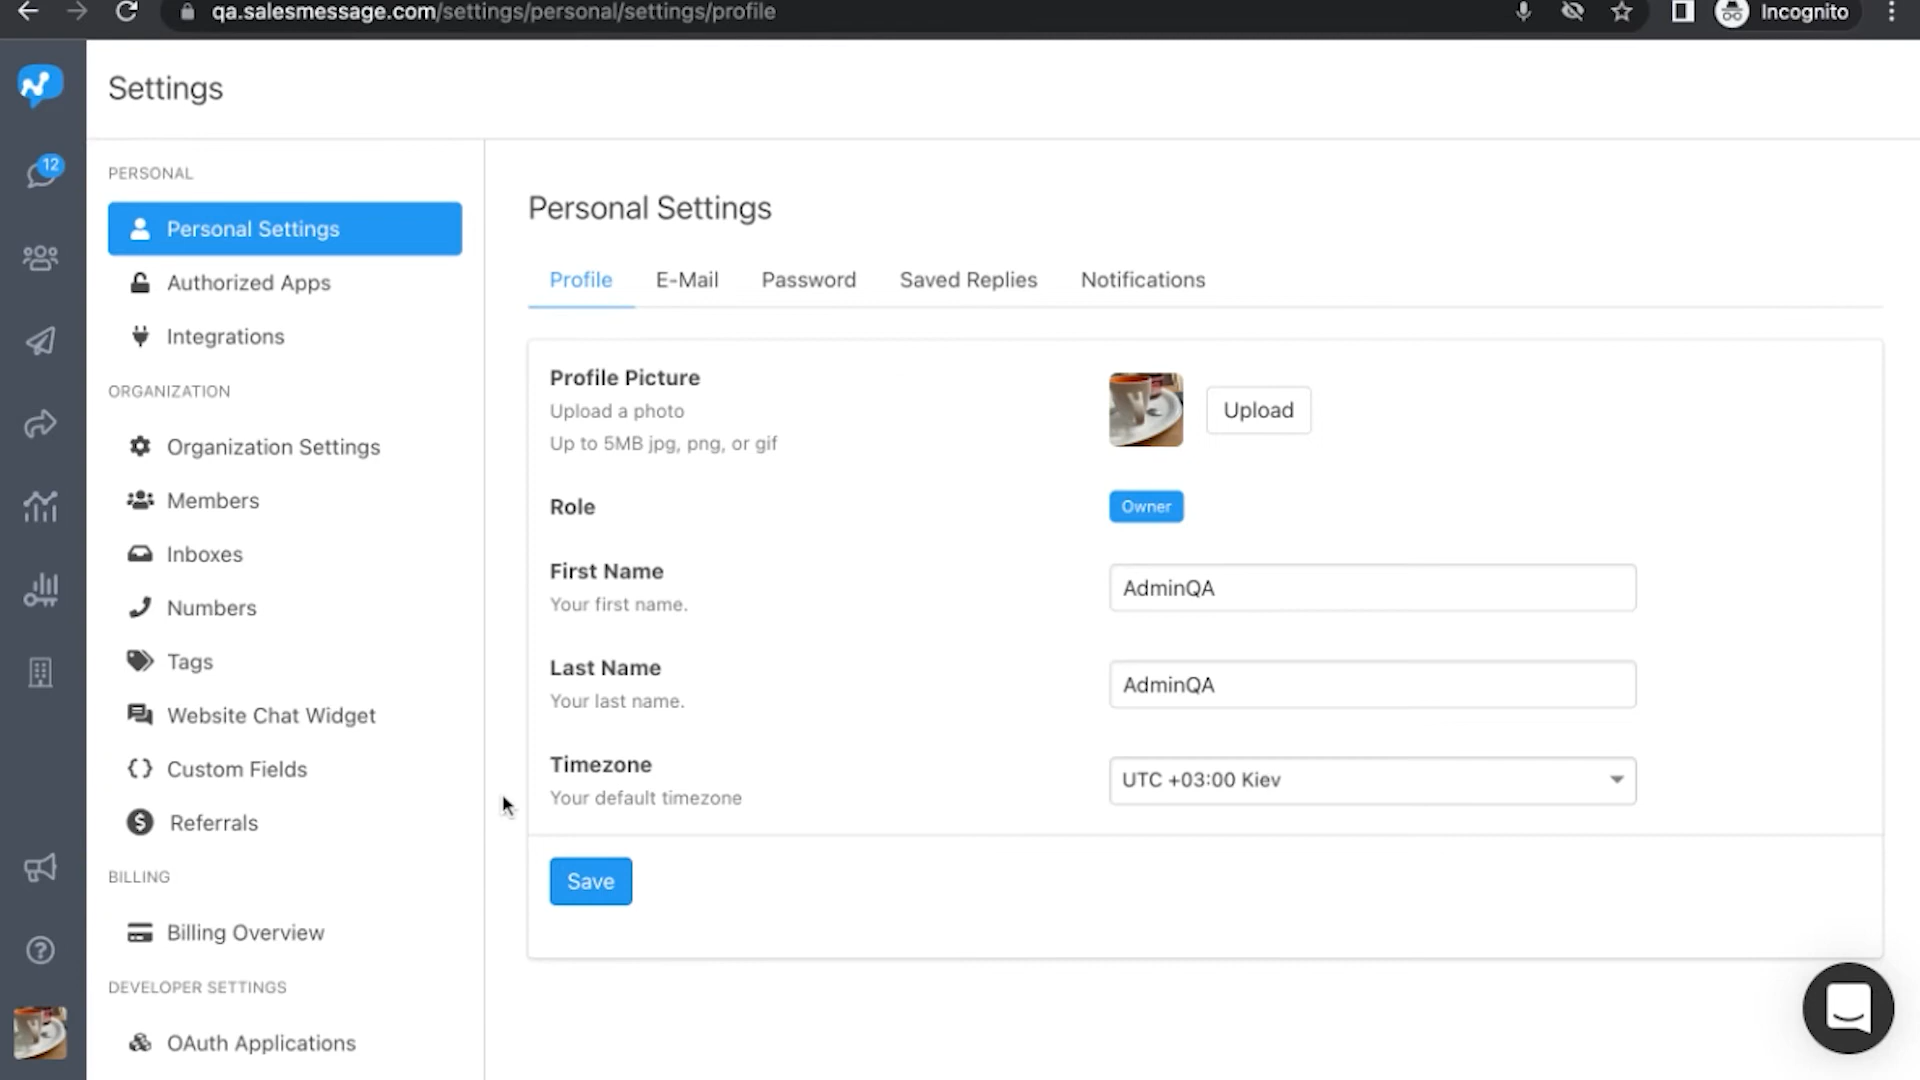 qa.salesmessage.com/settings/personal/settings/profile
Incognito
Settings
12
PERSONAL
Personal Settings
Authorized Apps
Integrations
ORGANIZATION
Organization Settings
Members
Inboxes
Numbers
Tags
Website Chat Widget
Custom Fields
Referrals
BILLING
Billing Overview
DEVELOPER SETTINGS
OAuth Applications
Personal Settings
Profile E-Mail Password Saved Replies Notifications
Profile Picture
Upload a photo
Up to 5MB jpg, png, or gif
Upload
Role
Owner
First Name
Your first name.
AdminQA
Last Name
Your last name.
AdminQA
Timezone
Your default timezone
UTC +03:00 Kiev
Save